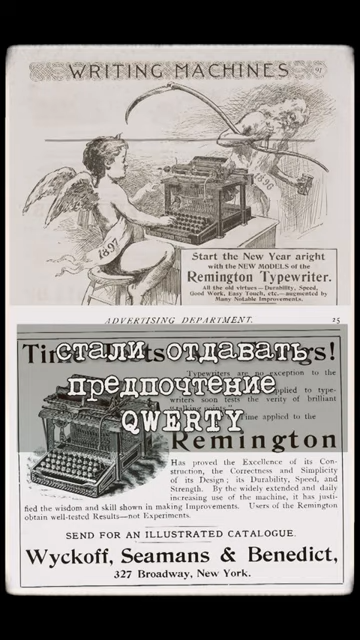 WRITING MACHINES
91
1896
1897
Start the New Year aright
with the NEW MODELS of the
Remington Typewriter.
All the old virtues—Durability, Speed,
Good Work, Easy Touch, etc.—augmented by
Many Notable Improvements.
ADVERTISING DEPARTMENT.
25
стали отдавать
предпочтение
QWERTY
Typewriters are no exception to the
applied to type-
writers soon tests the verity of brilliant
time applied to the
Remington
Has proved the Excellence of its Con-
struction, the Correctness and Simplicity
of its Design; its Durability, Speed, and
Strength. By the widely extended and daily
increasing use of the machine, it has justi-
fied the wisdom and skill shown in making Improvements. Users of the Remington
obtain well-tested Results—not Experiments.
SEND FOR AN ILLUSTRATED CATALOGUE.
Wyckoff, Seamans & Benedict,
327 Broadway, New York.